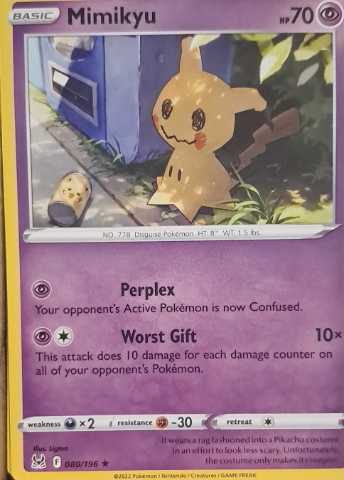 BASIC Mimikyu HP 70
NO. 778 Disguise Pokémon HT: 8" WT: 1.5 lbs.
Perplex
Your opponent's Active Pokémon is now Confused.
Worst Gift 10×
This attack does 10 damage for each damage counter on
all of your opponent's Pokémon.
weakness ×2 resistance -30 retreat
Illus. Ligton
It wears a rag fashioned into a Pikachu costume
in an effort to look less scary. Unfortunately,
the costume only makes it creepier.
F 080/196 ★
©2022 Pokémon / Nintendo / Creatures / GAME FREAK